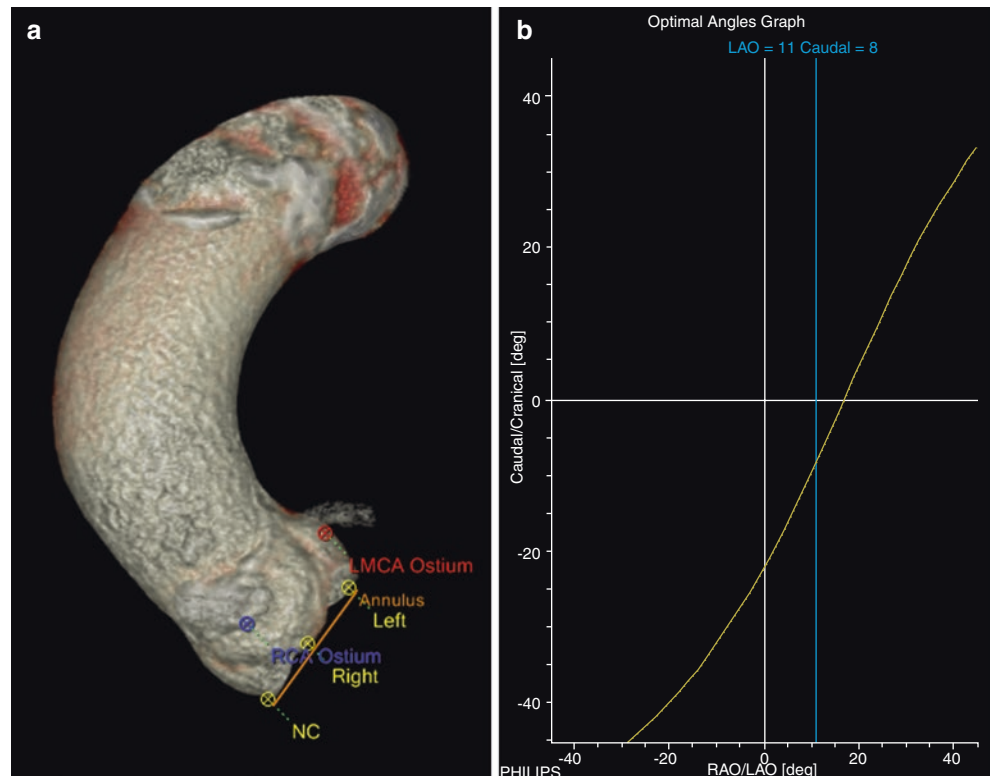 a
LMCA Ostium
Annulus
Left
RCA Ostium
Right
NC
b
Optimal Angles Graph
LAO = 11 Caudal = 8
Caudal/Cranical [deg]
40
20
0
-20
-40
-40
-20
0
20
40
RAO/LAO [deg]
PHILIPS